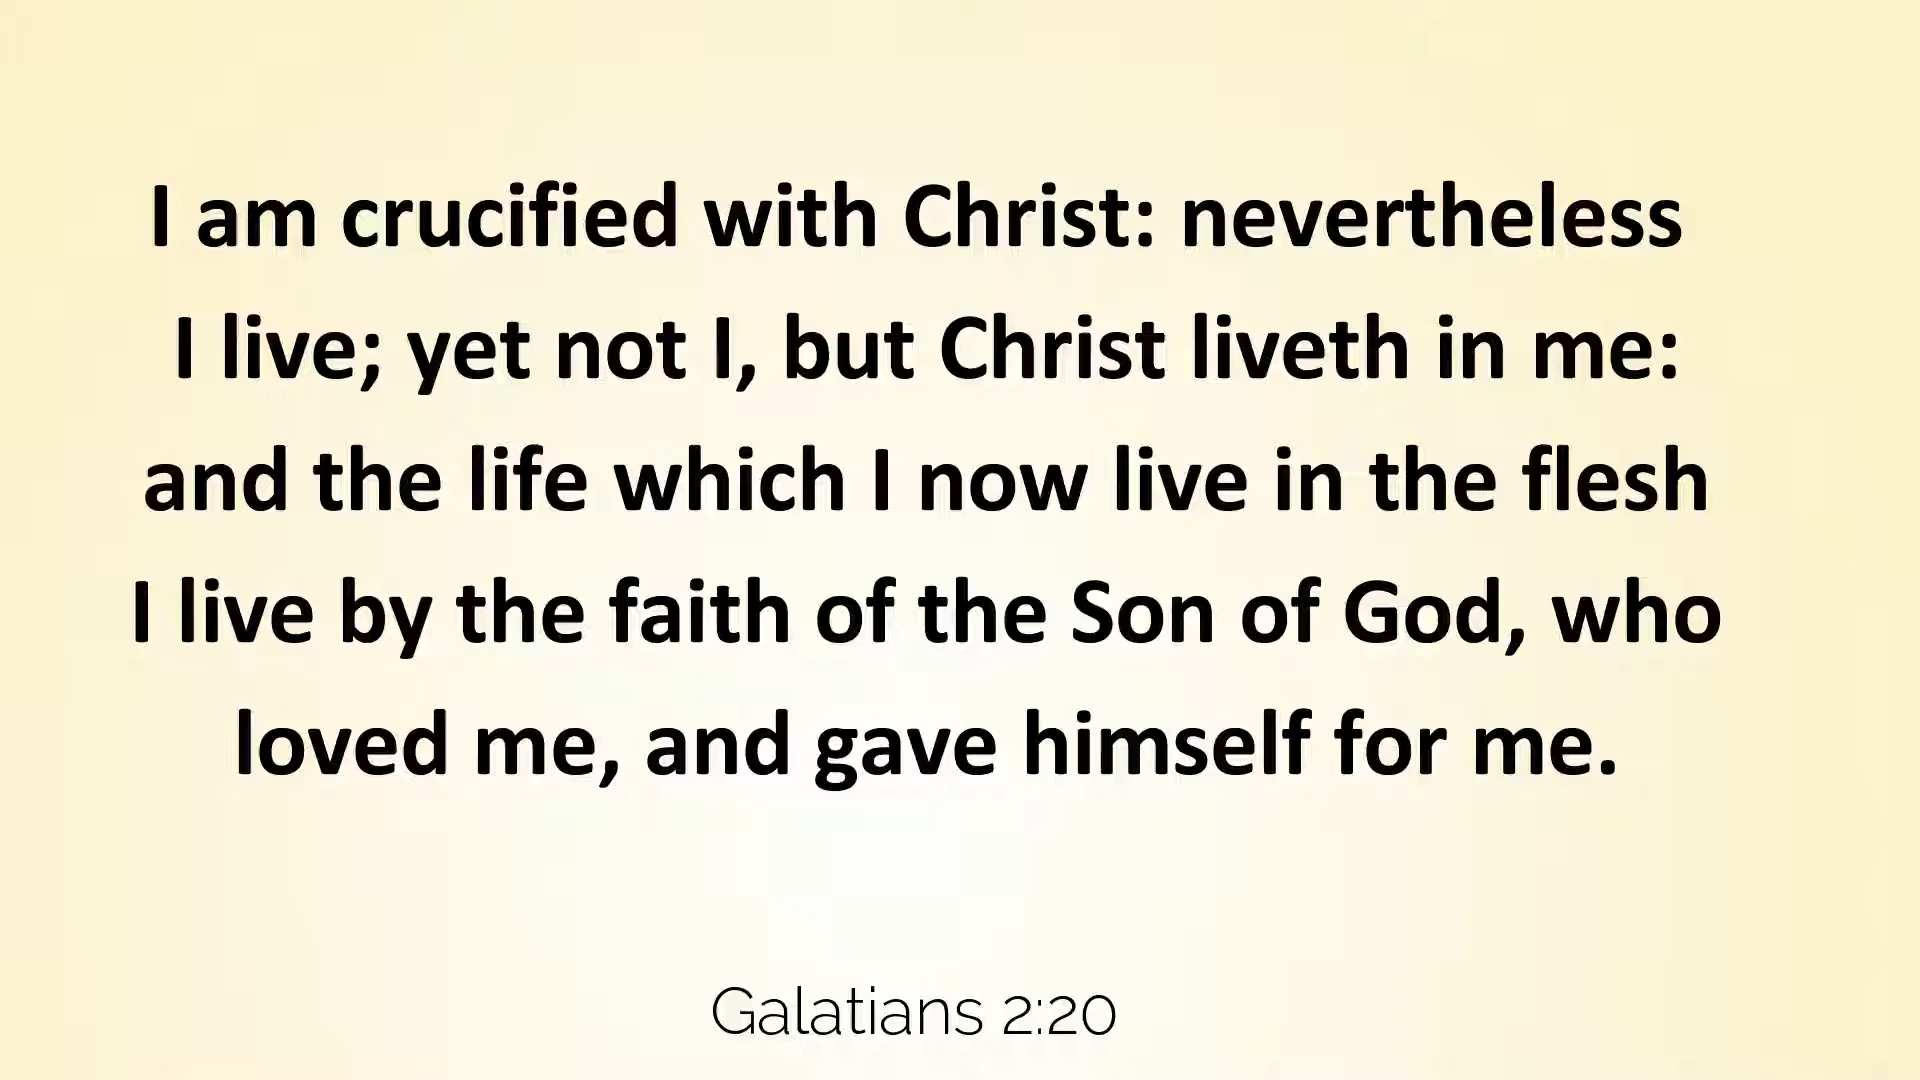 I am crucified with Christ: nevertheless
I live; yet not I, but Christ liveth in me:
and the life which I now live in the flesh
I live by the faith of the Son of God, who
loved me, and gave himself for me.
Galatians 2:20